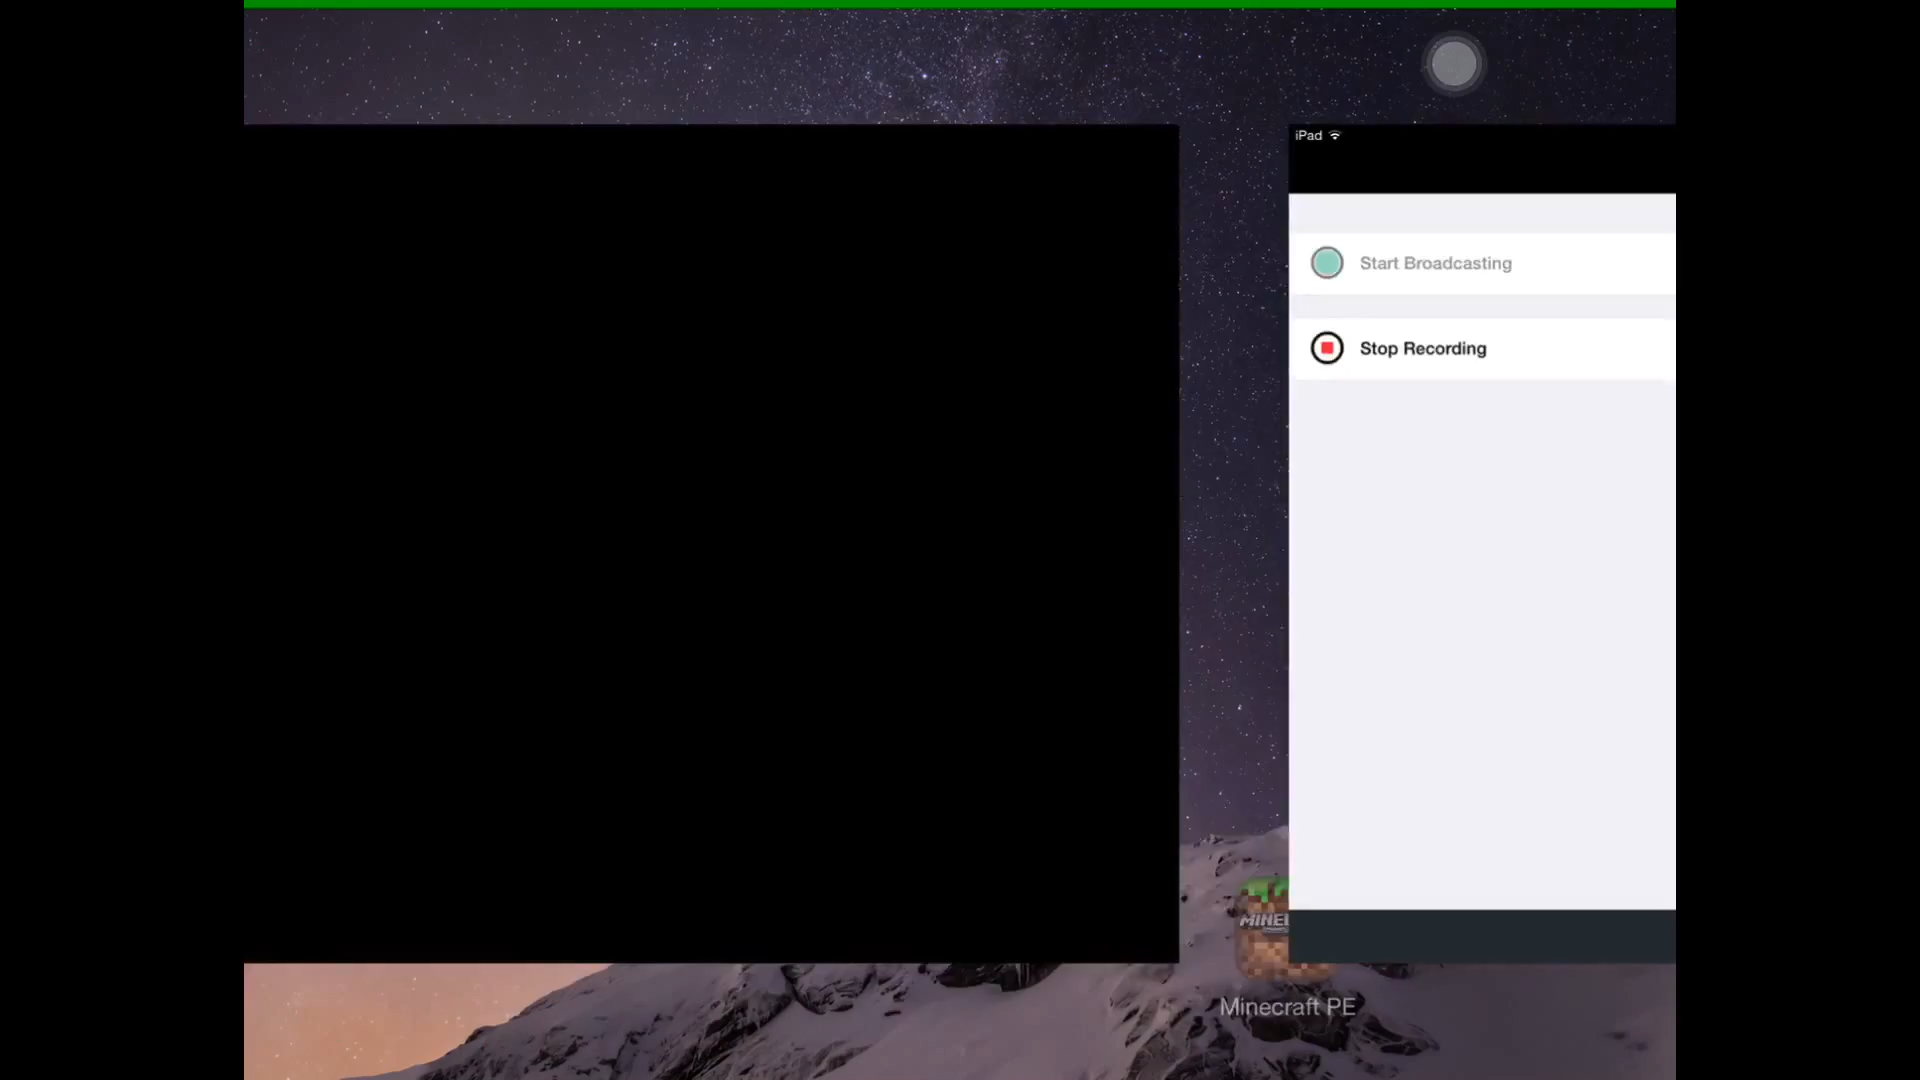 iPad
Start Broadcasting
Stop Recording
Minecraft PE